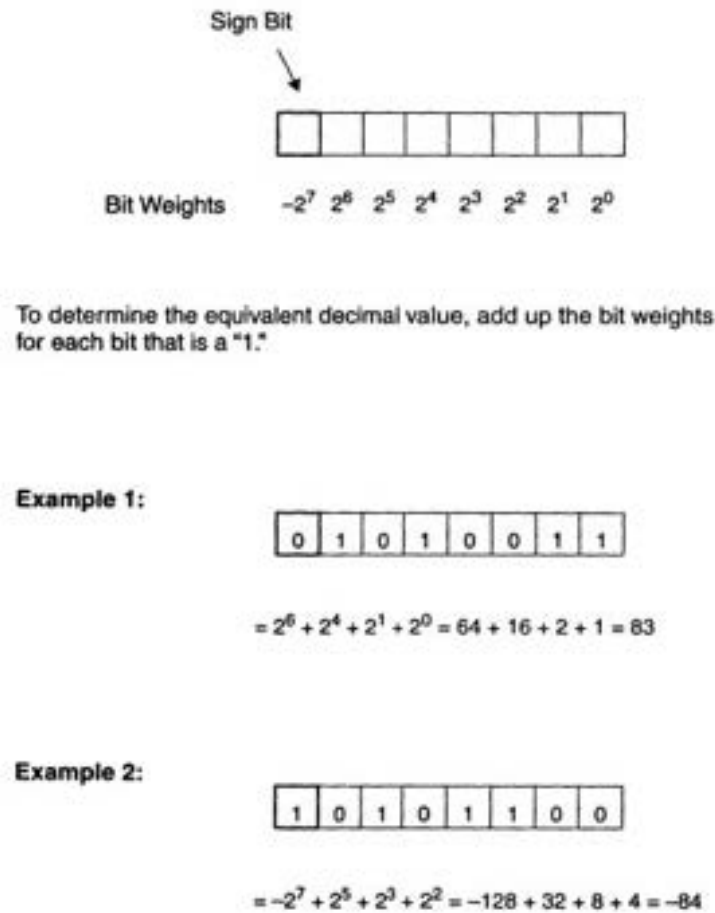 Sign Bit
Bit Weights −2⁷ 2⁶ 2⁵ 2⁴ 2³ 2² 2¹ 2⁰
To determine the equivalent decimal value, add up the bit weights
for each bit that is a "1."
Example 1:
0 1 0 1 0 0 1 1
= 2⁶ + 2⁴ + 2¹ + 2⁰ = 64 + 16 + 2 + 1 = 83
Example 2:
1 0 1 0 1 1 0 0
= −2⁷ + 2⁵ + 2³ + 2² = −128 + 32 + 8 + 4 = −84